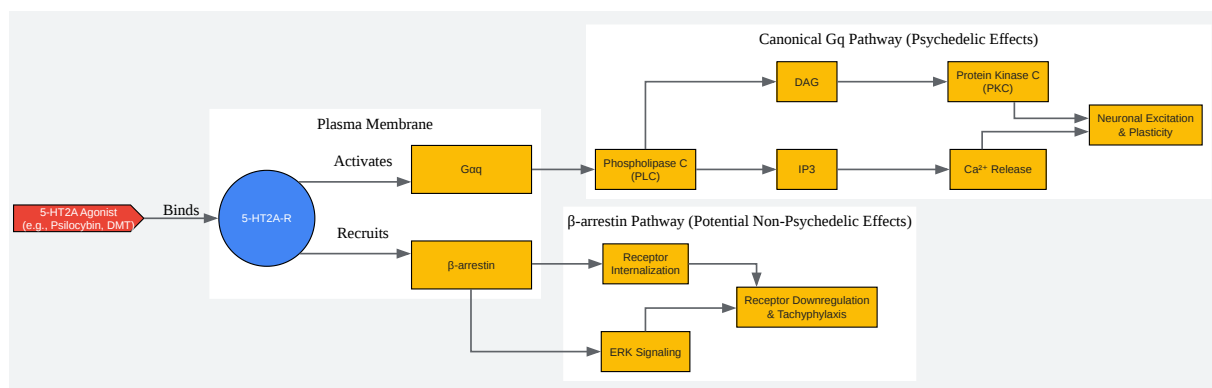 Canonical Gq Pathway (Psychedelic Effects)
DAG
Protein Kinase C
(PKC)
Neuronal Excitation
& Plasticity
Plasma Membrane
Activates
Gαq
Phospholipase C
(PLC)
IP3
Ca²⁺ Release
5-HT2A Agonist
(e.g., Psilocybin, DMT)
Binds
5-HT2A-R
Recruits
β-arrestin
β-arrestin Pathway (Potential Non-Psychedelic Effects)
Receptor
Internalization
Receptor Downregulation
& Tachyphylaxis
ERK Signaling